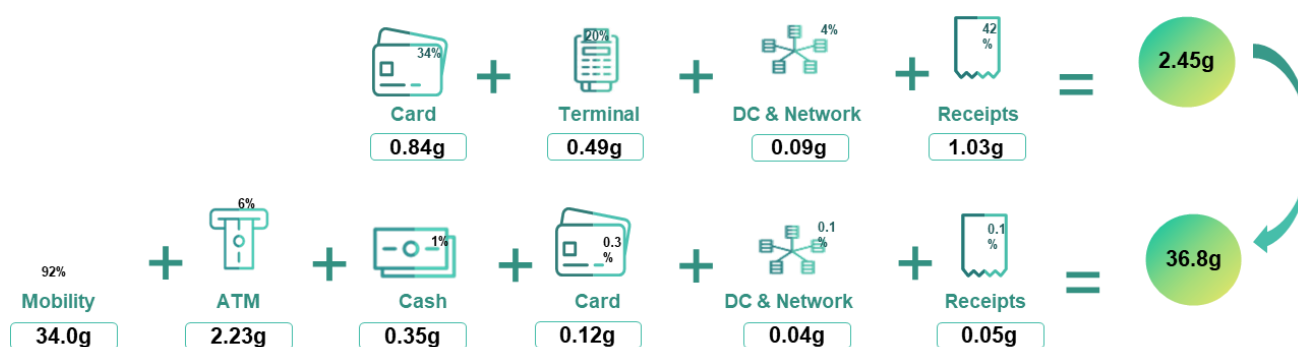 34%
20%
4%
42
%
2.45g
Card
Terminal
DC & Network
Receipts
0.84g
0.49g
0.09g
1.03g
92%
6%
1%
0.3
%
0.1
%
0.1
%
36.8g
Mobility
ATM
Cash
Card
DC & Network
Receipts
34.0g
2.23g
0.35g
0.12g
0.04g
0.05g